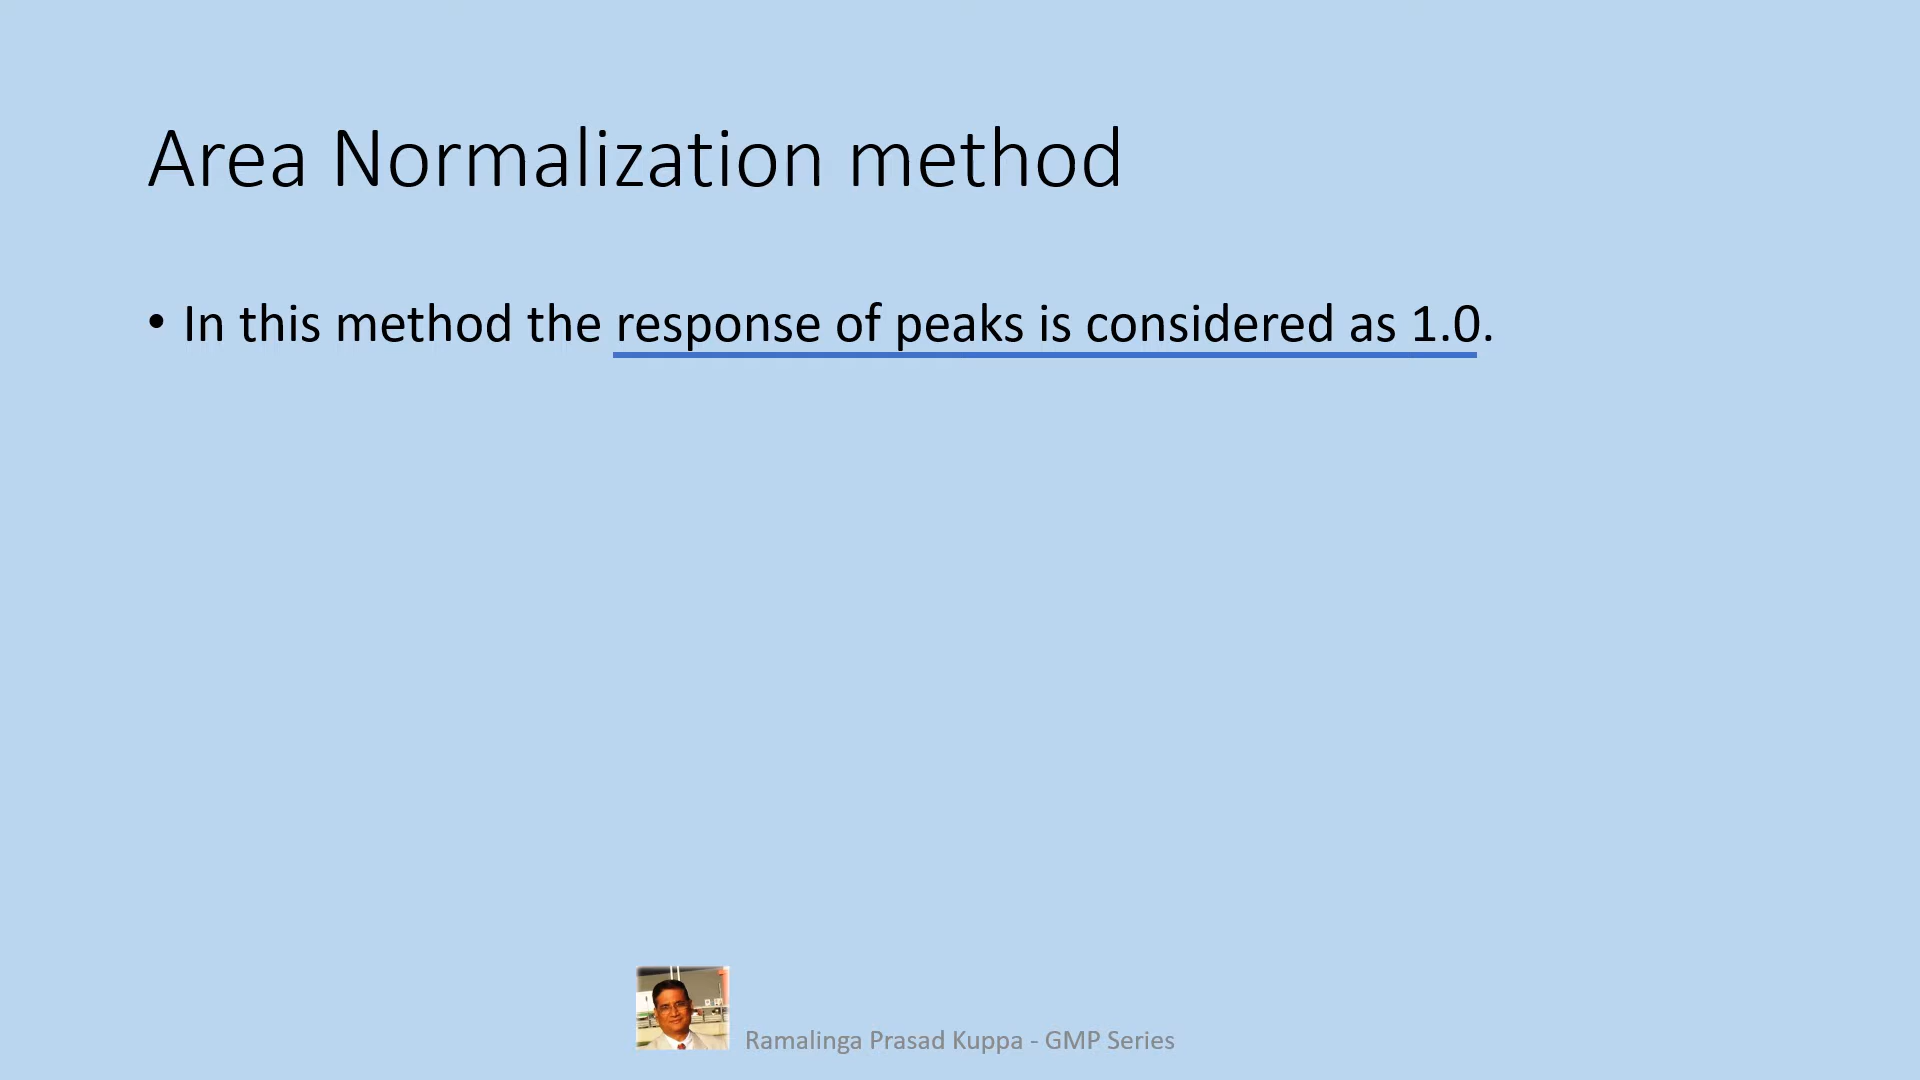 Area Normalization method
• In this method the response of peaks is considered as 1.0.
Ramalinga Prasad Kuppa - GMP Series